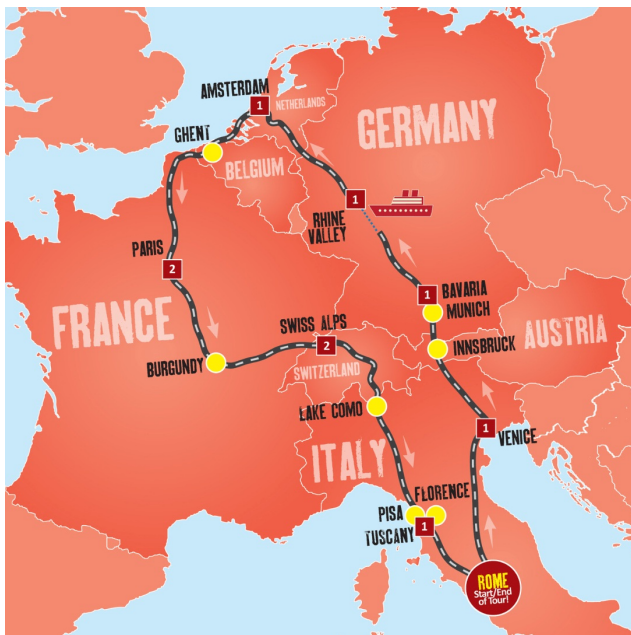 AMSTERDAM
1
NETHERLANDS
GHENT
BELGIUM
GERMANY
1
RHINE
VALLEY
PARIS
2
1
BAVARIA
MUNICH
FRANCE
SWISS ALPS
2
AUSTRIA
INNSBRUCK
BURGUNDY
SWITZERLAND
LAKE COMO
1
VENICE
ITALY
FLORENCE
PISA
TUSCANY
1
ROME
Start/End
of Tour!